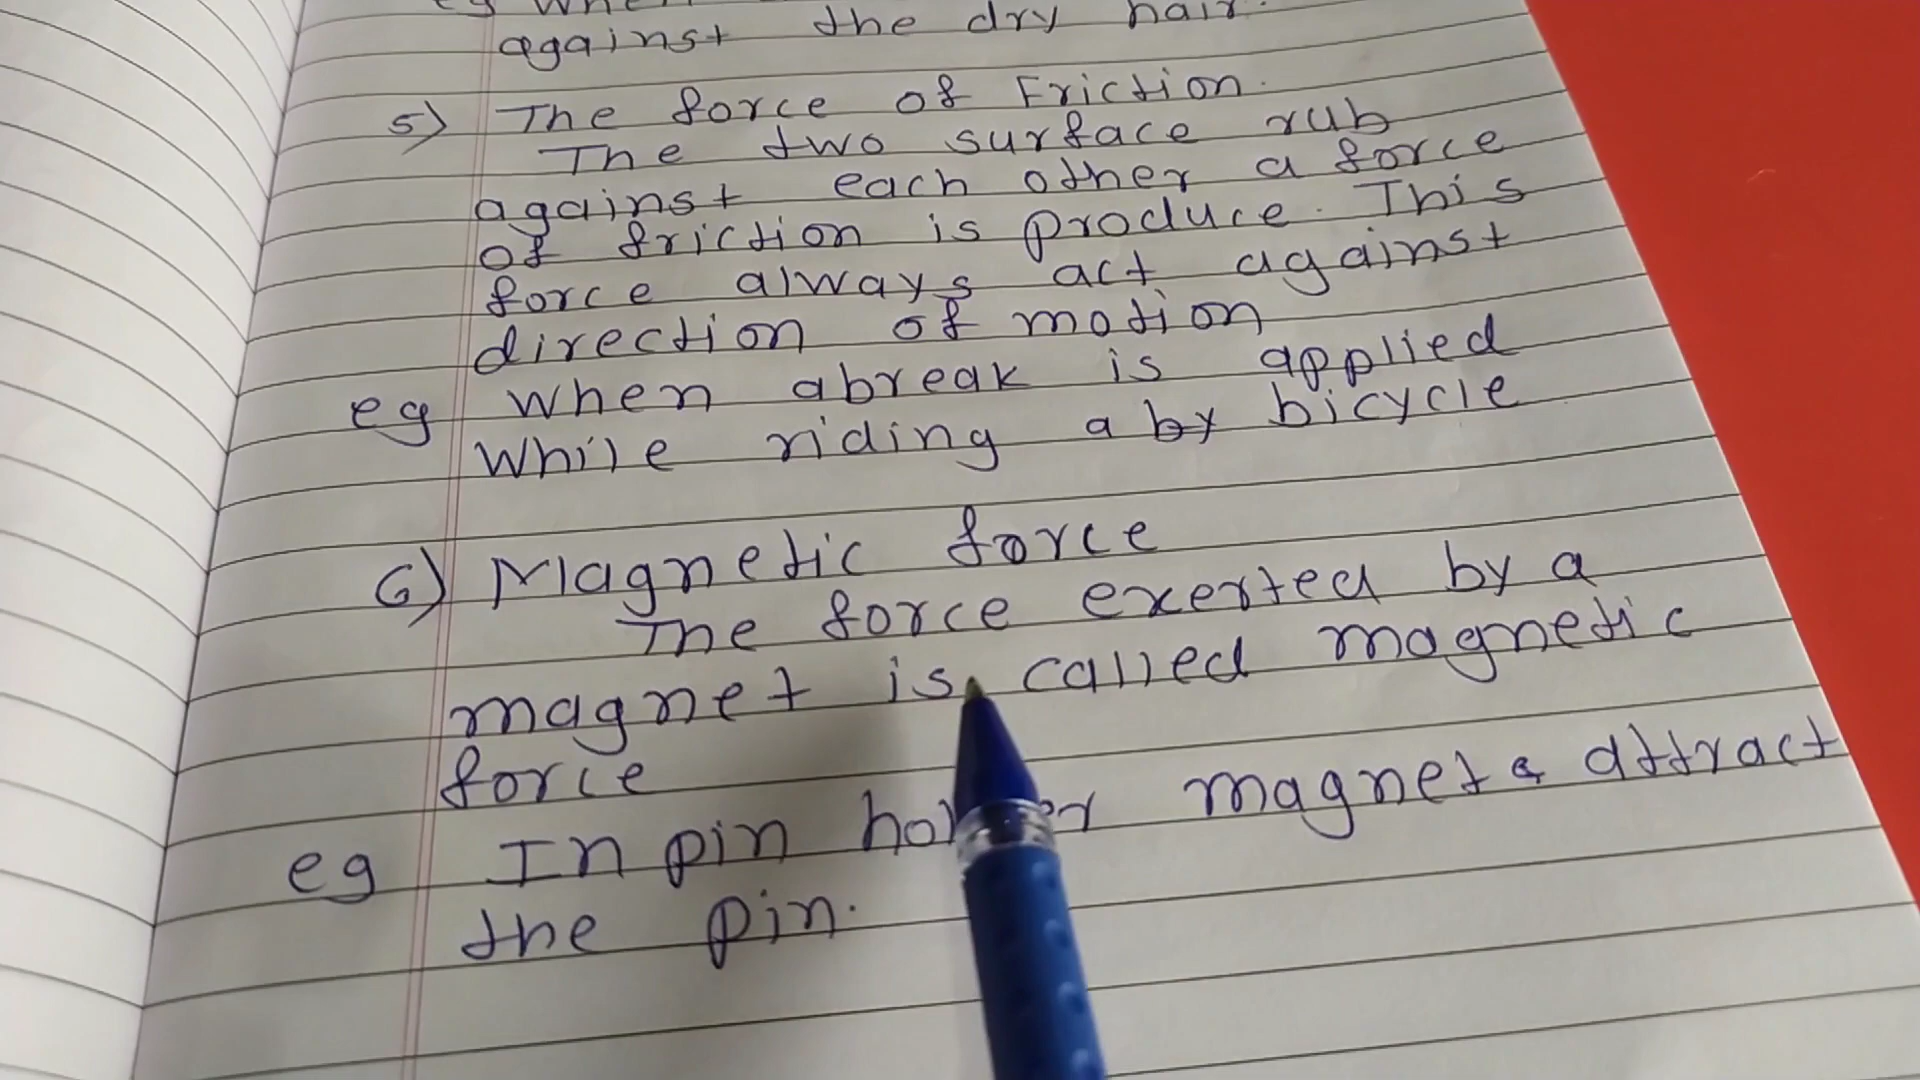 against the dry hair.
5) The force of Friction.
The two surface rub
against each other a force
of friction is produce. This
force always act against
direction of motion
eg When abreak is applied
While riding a by bicycle
6) Magnetic force
The force exerted by a
magnet is called magnetic
force
eg In pin magnet attract
the pin.